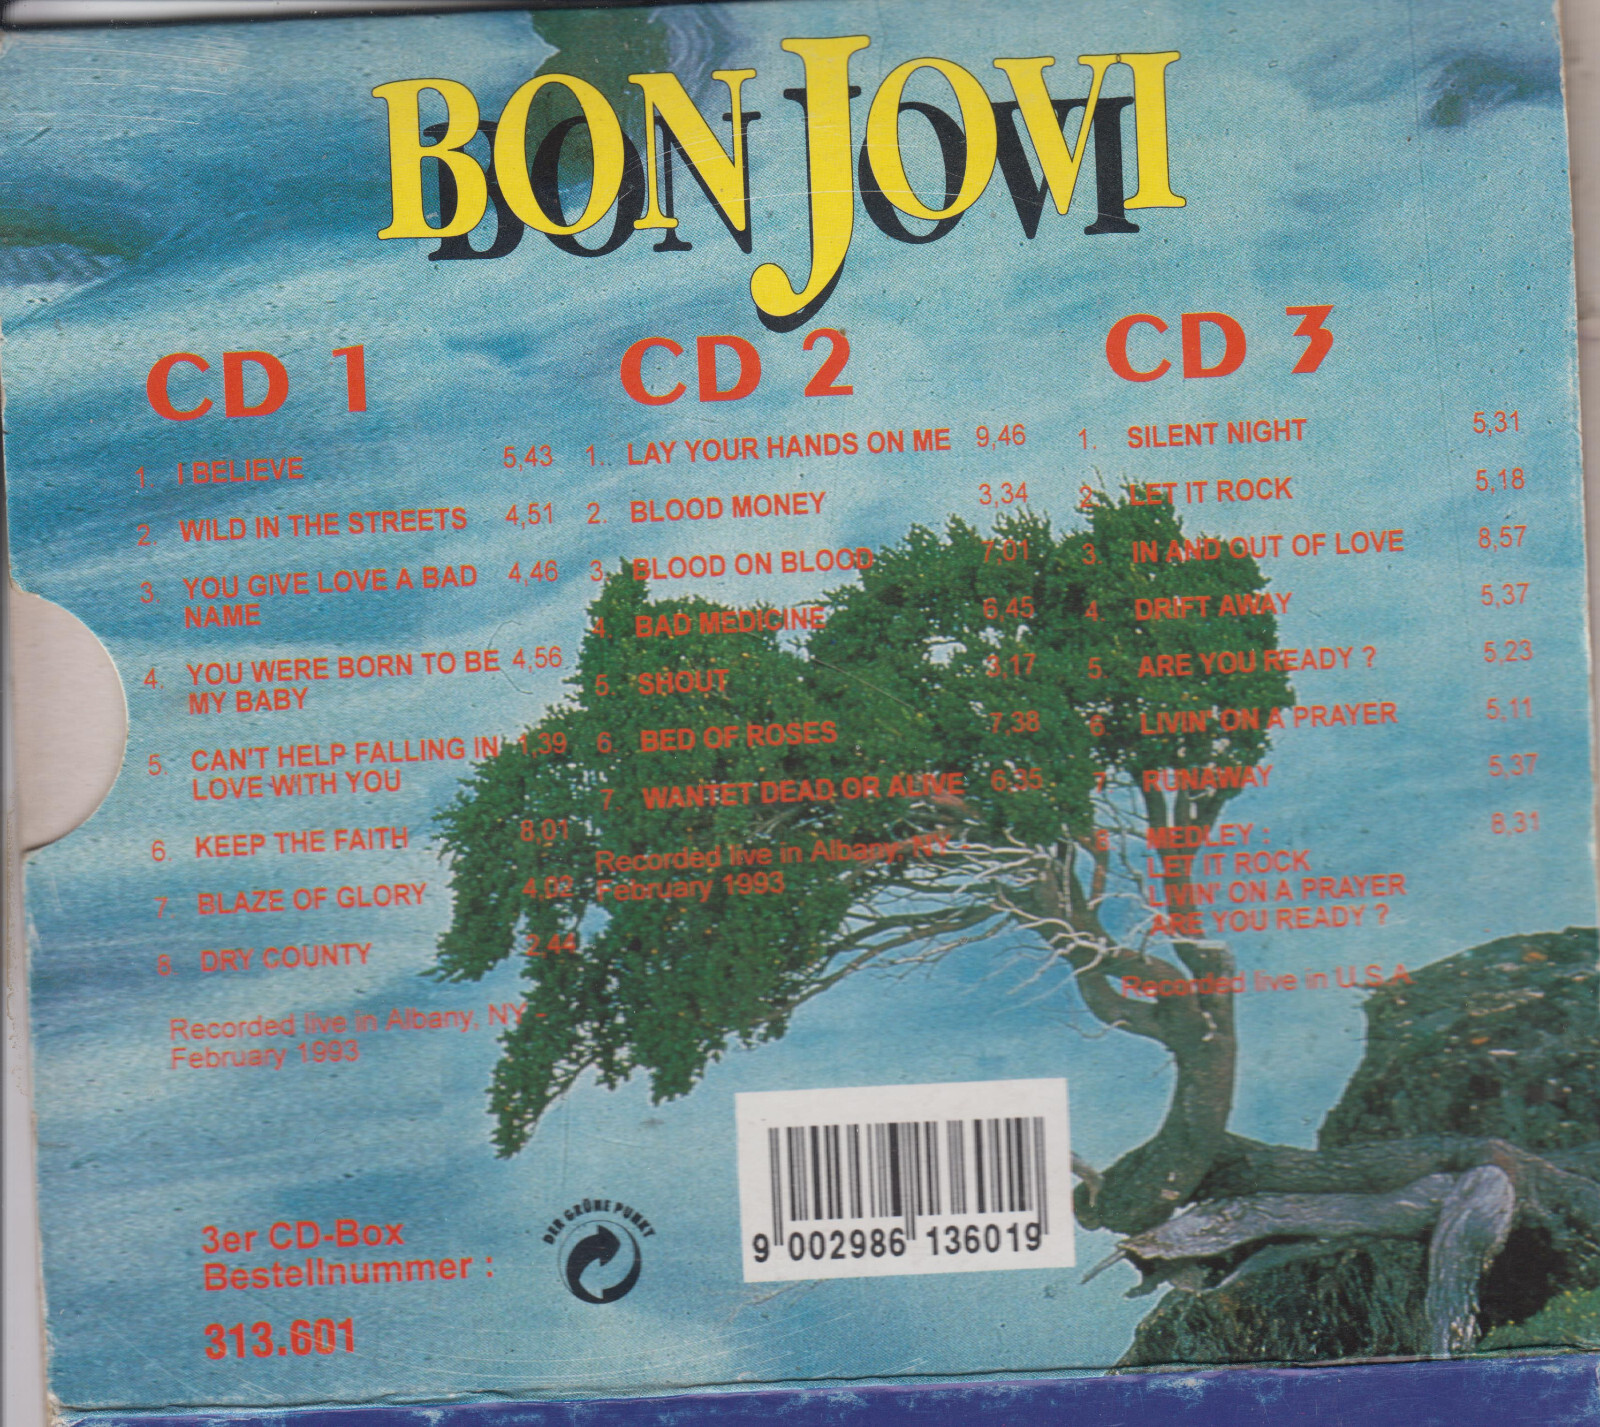 BON JOVI
CD 1
1. I BELIEVE 5,43
2. WILD IN THE STREETS 4,51
3. YOU GIVE LOVE A BAD 4,46
NAME
4. YOU WERE BORN TO BE 4,56
MY BABY
5. CAN'T HELP FALLING IN 1,39
LOVE WITH YOU
6. KEEP THE FAITH 8,01
7. BLAZE OF GLORY 4,02
8. DRY COUNTY 2,44
Recorded live in Albany, NY -
February 1993
CD 2
1.. LAY YOUR HANDS ON ME 9,46
2. BLOOD MONEY 3,34
3. BLOOD ON BLOOD 7,01
4. BAD MEDICINE 6,45
5. SHOUT 3,17
6. BED OF ROSES 7,38
7. WANTET DEAD OR ALIVE 6,35
Recorded live in Albany, NY -
February 1993
CD 3
1. SILENT NIGHT 5,31
2. LET IT ROCK 5,18
3. IN AND OUT OF LOVE 8,57
4. DRIFT AWAY 5,37
5. ARE YOU READY ? 5,23
6. LIVIN' ON A PRAYER 5,11
7. RUNAWAY 5,37
8. MEDLEY : 8,31
LET IT ROCK
LIVIN' ON A PRAYER
ARE YOU READY ?
Recorded live in U.S.A.
3er CD-Box
Bestellnummer :
313.601
DER GRÜNE PUNKT
9 002986 136019